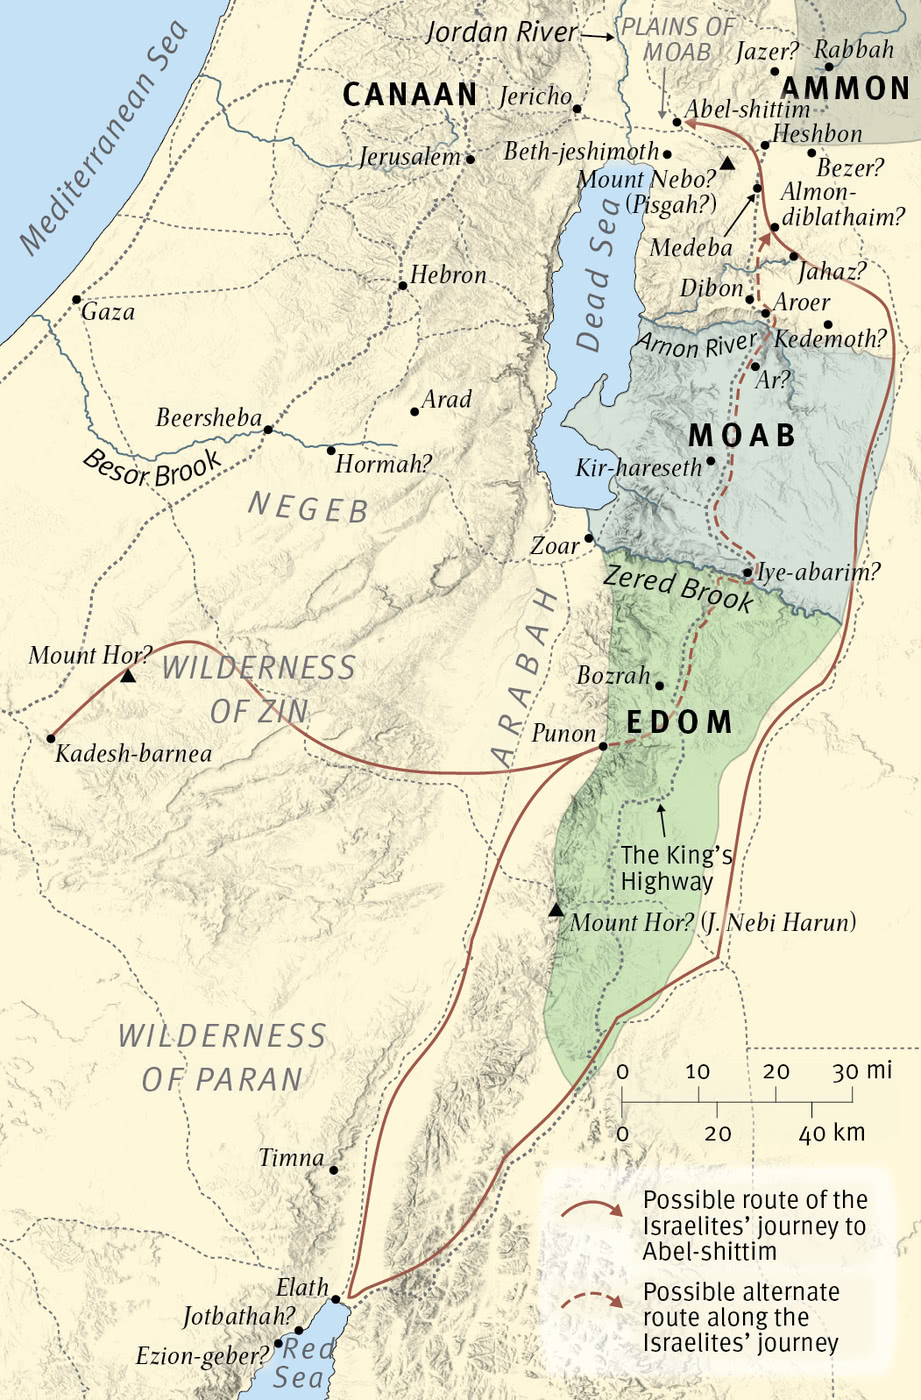 Mediterranean Sea
Jordan River
PLAINS OF
MOAB
Jazer?
Rabbah
CANAAN
AMMON
Jericho
Abel-shittim
Heshbon
Jerusalem
Beth-jeshimoth
Bezer?
Mount Nebo?
(Pisgah?)
Almon-
diblathaim?
Medeba
Dead Sea
Jahaz?
Hebron
Gaza
Dibon
Aroer
Arnon River
Kedemoth?
Ar?
Arad
Beersheba
MOAB
Besor Brook
Hormah?
Kir-hareseth
NEGEB
Zoar
Iye-abarim?
Zered Brook
ARABAH
Mount Hor?
WILDERNESS
OF ZIN
Bozrah
Kadesh-barnea
Punon
EDOM
The King's
Highway
Mount Hor? (J. Nebi Harun)
WILDERNESS
OF PARAN
0 10 20 30 mi
0 20 40 km
Timna
Possible route of the
Israelites' journey to
Abel-shittim
Possible alternate
route along the
Israelites' journey
Elath
Jotbathah?
Ezion-geber?
Red
Sea